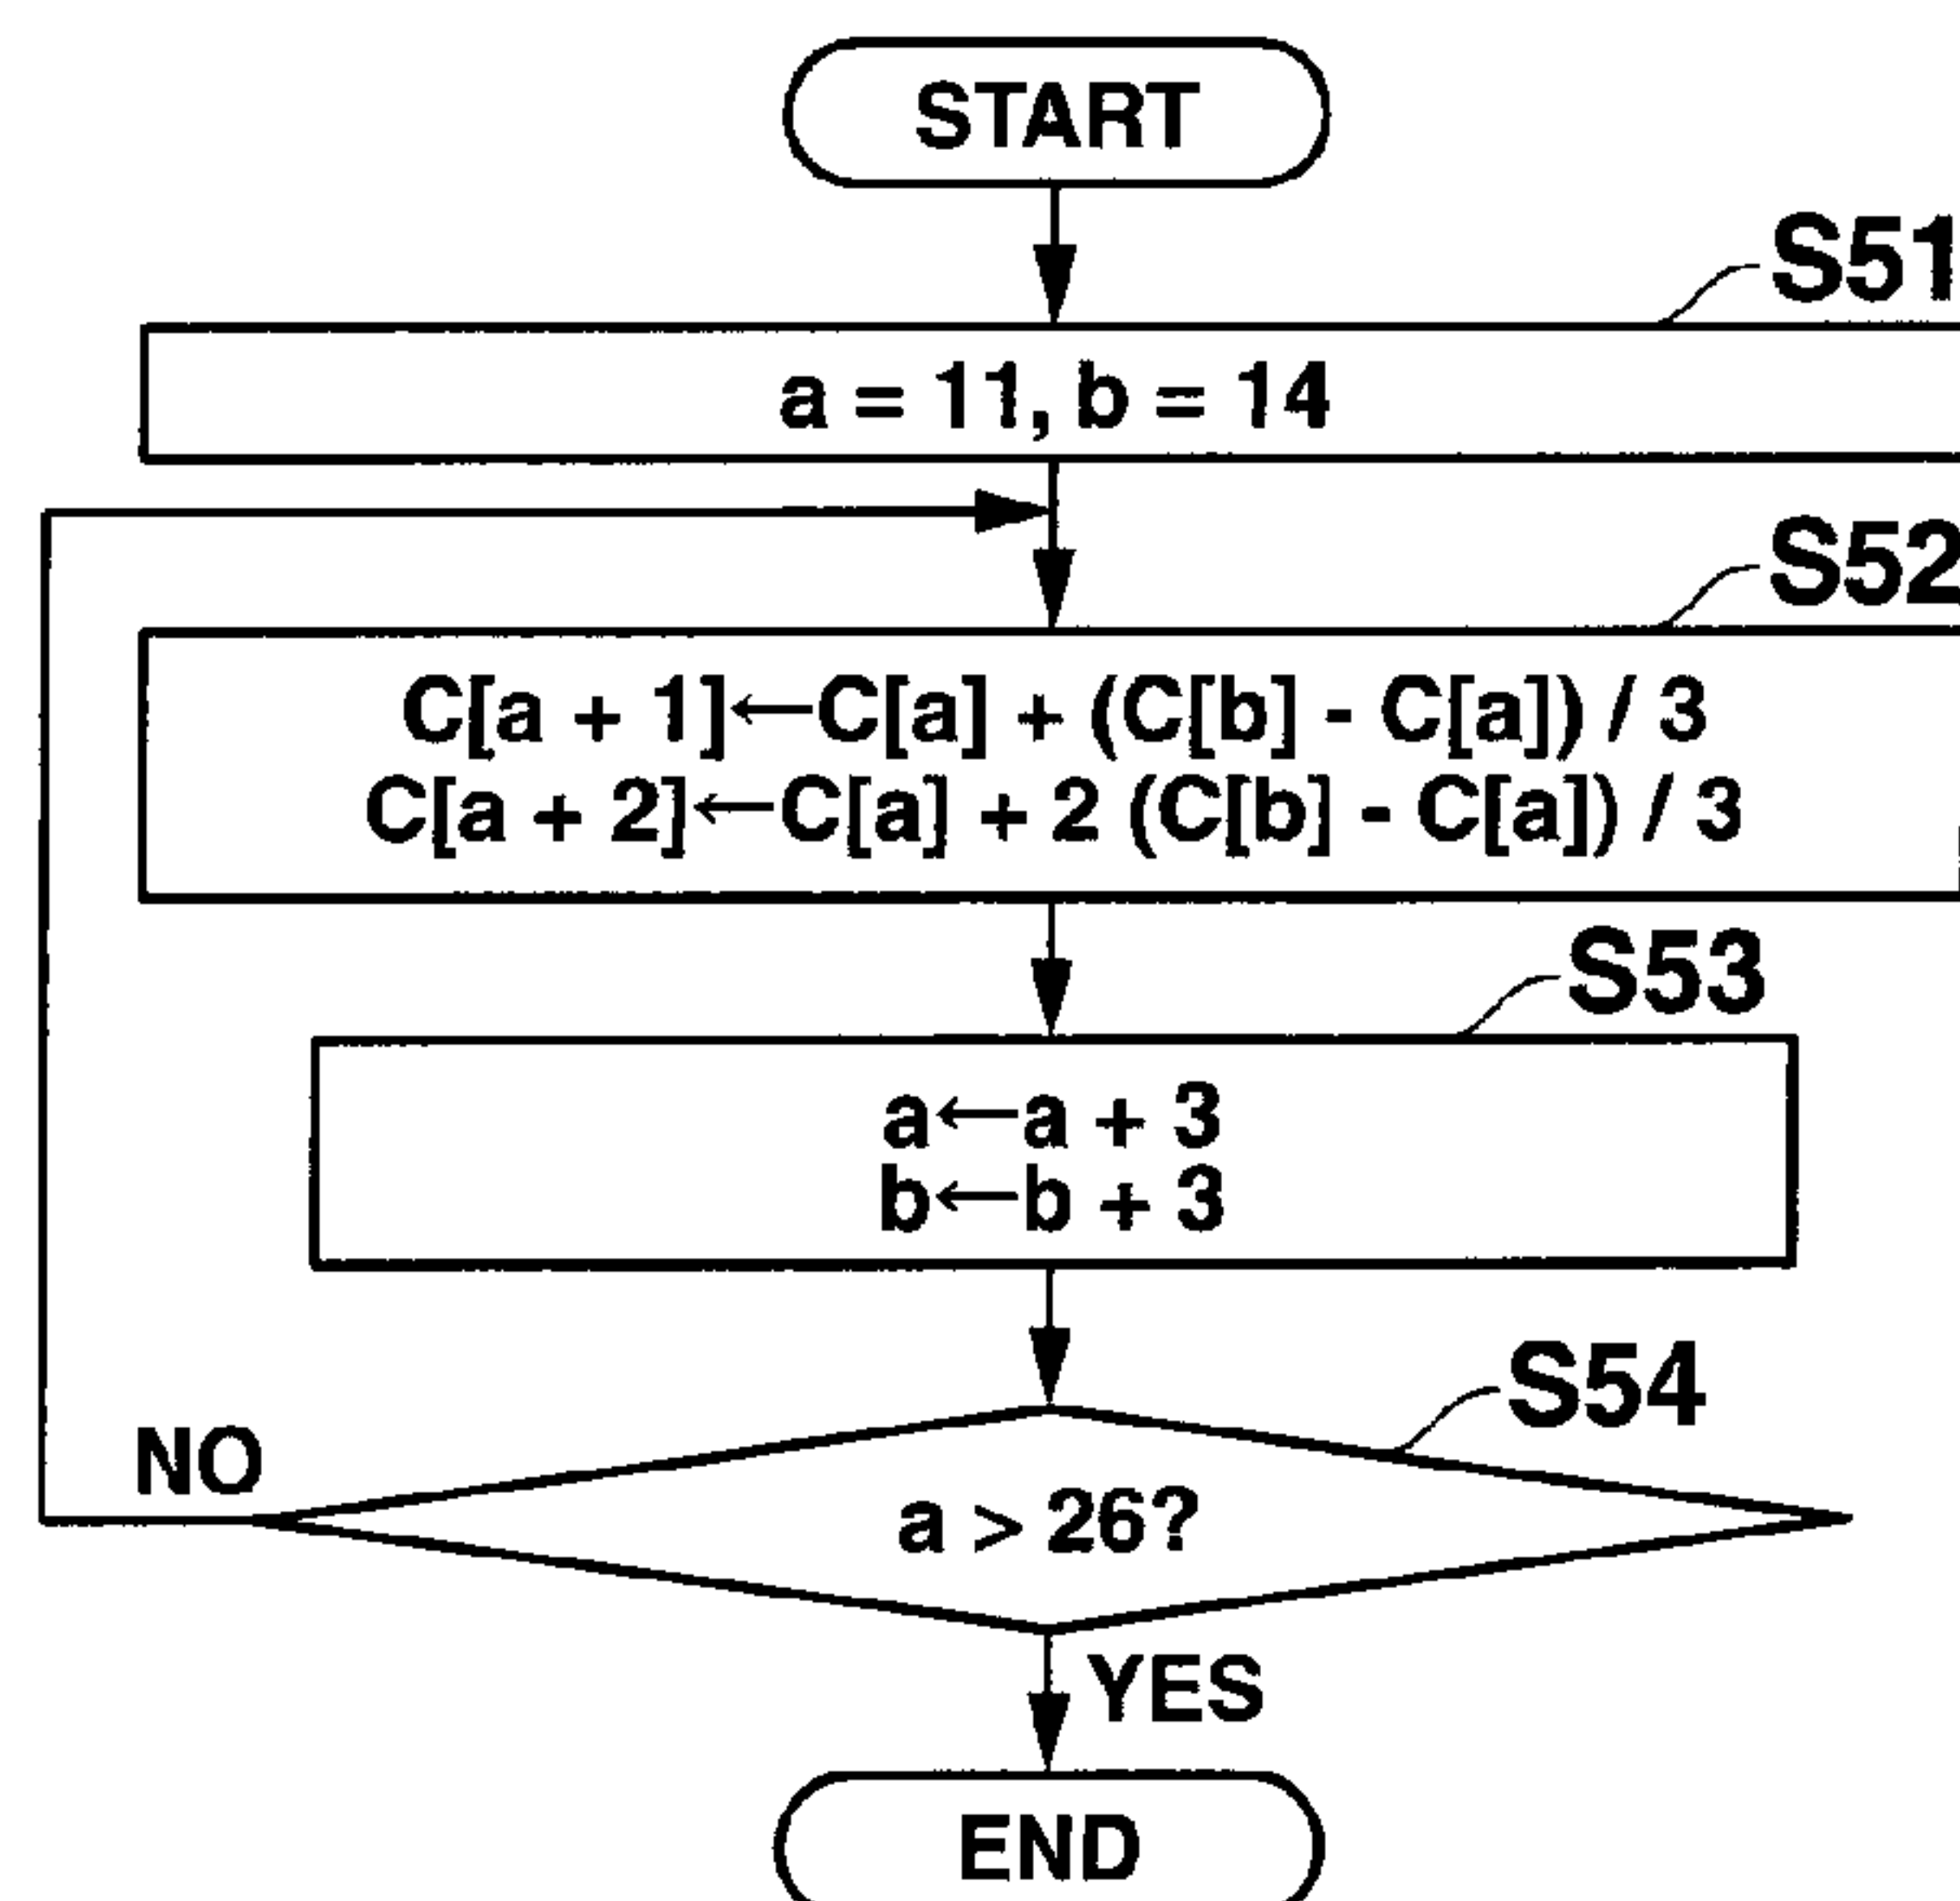 START
S51
a = 11, b = 14
S52
C[a + 1]←C[a] + (C[b] - C[a]) / 3
C[a + 2]←C[a] + 2 (C[b] - C[a]) / 3
S53
a←a + 3
b←b + 3
S54
NO
a > 26?
YES
END